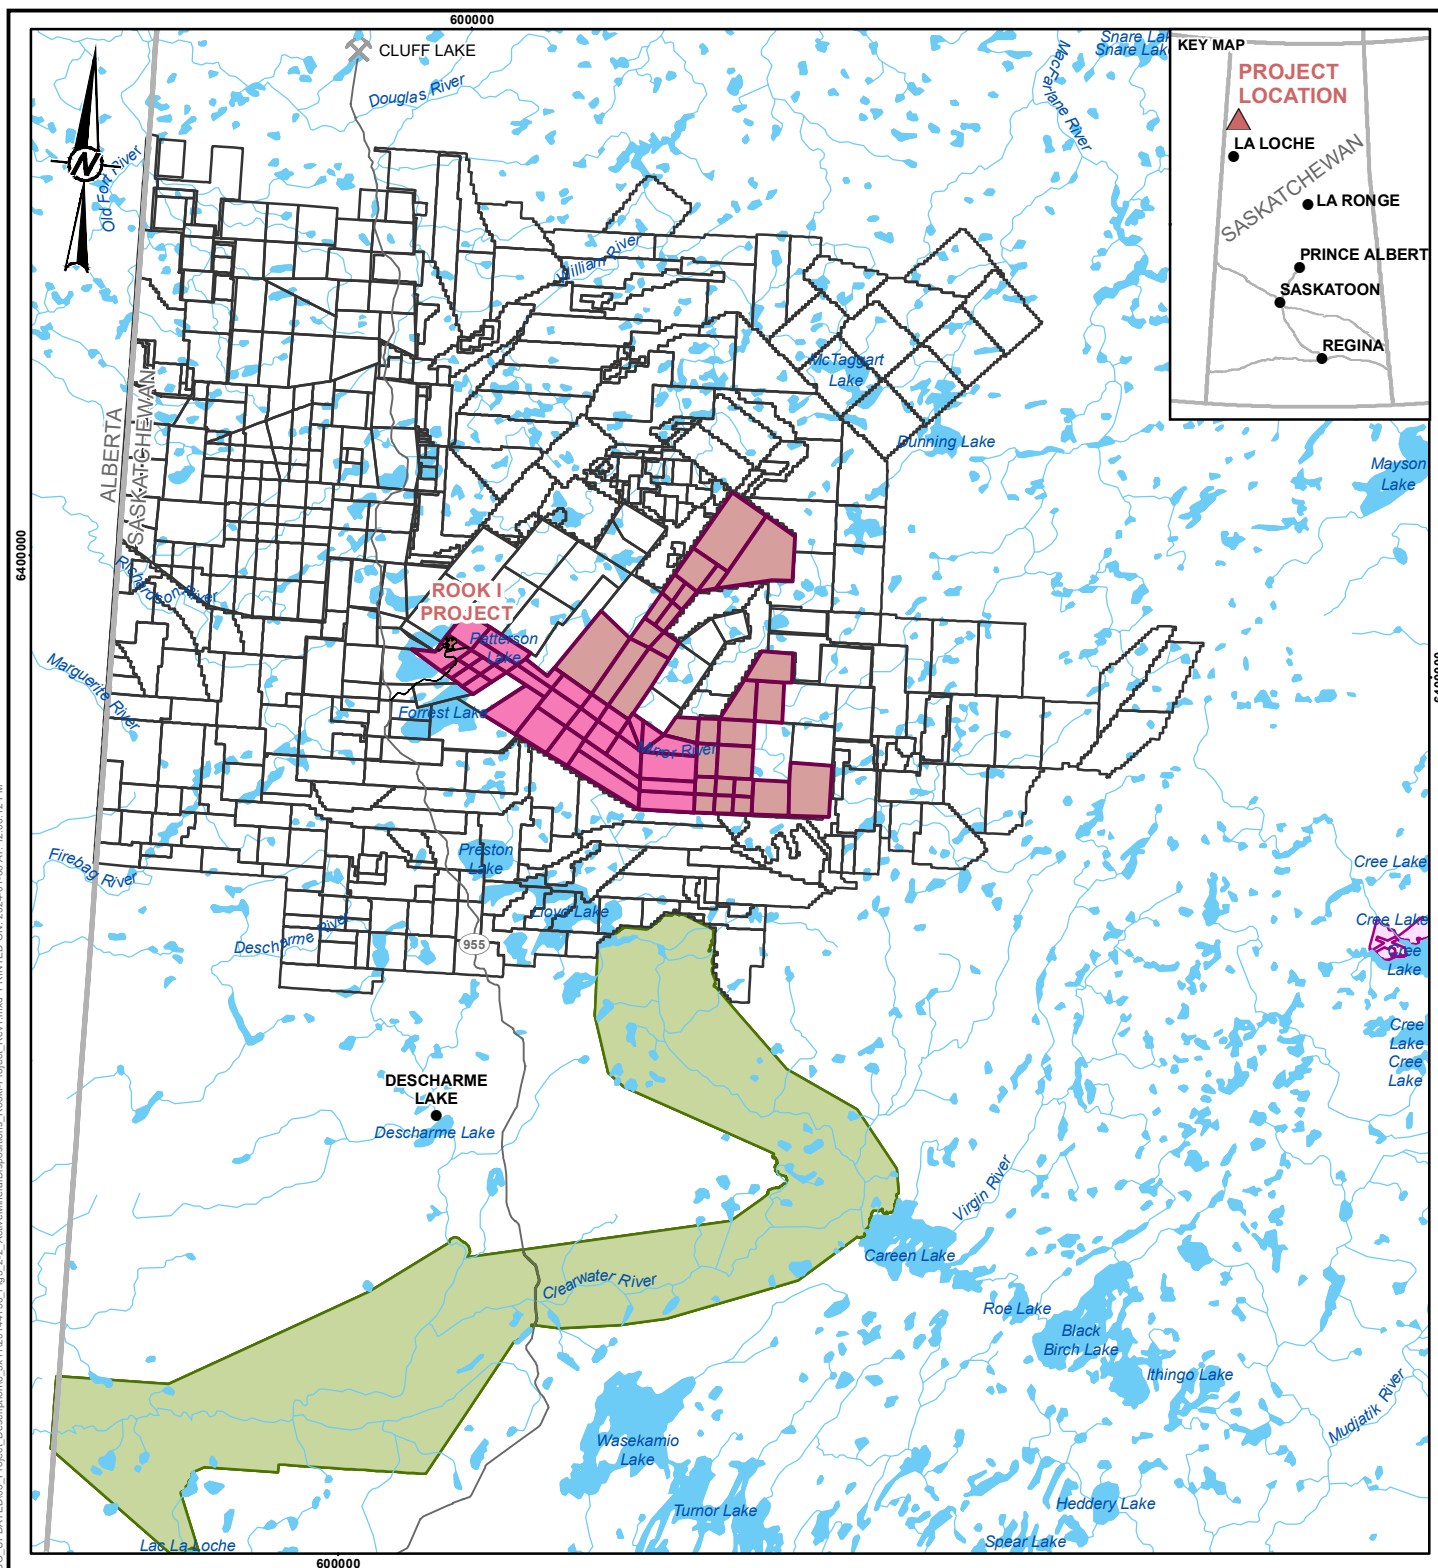 600000
CLUFF LAKE
Douglas River
MacFarlane River
Snare Lak
Snare Lake
KEY MAP
PROJECT
LOCATION
LA LOCHE
SASKATCHEWAN
LA RONGE
PRINCE ALBERT
SASKATOON
REGINA
N
Old Fort River
William River
McTaggart
Lake
Dunning Lake
Mayson
Lake
ALBERTA
SASKATCHEWAN
6400000
Richardson River
ROOK I
PROJECT
Patterson
Lake
Marguerite River
Forrest Lake
Mirror River
Preston
Lake
Firebag River
Lloyd Lake
Descharme River
955
Cree Lake
Cree Lake
Cree
Lake
Cree
Lake
Cree
Lake
DESCHARME
LAKE
Descharme Lake
Virgin River
Careen Lake
Clearwater River
Roe Lake
Black
Birch Lake
Ithingo Lake
Mudjatik River
Wasekamio
Lake
Turnor Lake
Heddery Lake
Spear Lake
Lac La Loche
600000